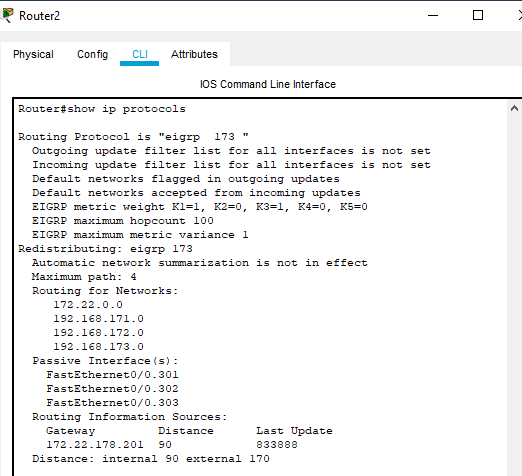 Router2
Physical Config CLI Attributes
IOS Command Line Interface
Router#show ip protocols
Routing Protocol is "eigrp  173 "
  Outgoing update filter list for all interfaces is not set
  Incoming update filter list for all interfaces is not set
  Default networks flagged in outgoing updates
  Default networks accepted from incoming updates
  EIGRP metric weight K1=1, K2=0, K3=1, K4=0, K5=0
  EIGRP maximum hopcount 100
  EIGRP maximum metric variance 1
Redistributing: eigrp 173
  Automatic network summarization is not in effect
  Maximum path: 4
  Routing for Networks:
     172.22.0.0
     192.168.171.0
     192.168.172.0
     192.168.173.0
  Passive Interface(s):
    FastEthernet0/0.301
    FastEthernet0/0.302
    FastEthernet0/0.303
  Routing Information Sources:
    Gateway         Distance      Last Update
    172.22.178.201  90            833888
  Distance: internal 90 external 170